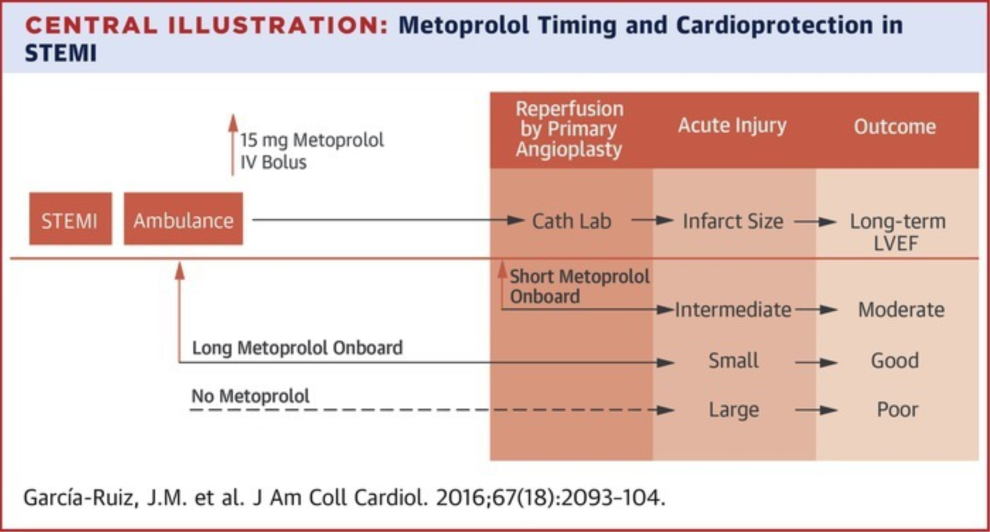 CENTRAL ILLUSTRATION: Metoprolol Timing and Cardioprotection in
STEMI
15 mg Metoprolol
IV Bolus
Reperfusion
by Primary
Angioplasty
Acute Injury
Outcome
STEMI
Ambulance
Cath Lab
Infarct Size
Long-term
LVEF
Short Metoprolol
Onboard
Intermediate
Moderate
Long Metoprolol Onboard
Small
Good
No Metoprolol
Large
Poor
García-Ruiz, J.M. et al. J Am Coll Cardiol. 2016;67(18):2093-104.